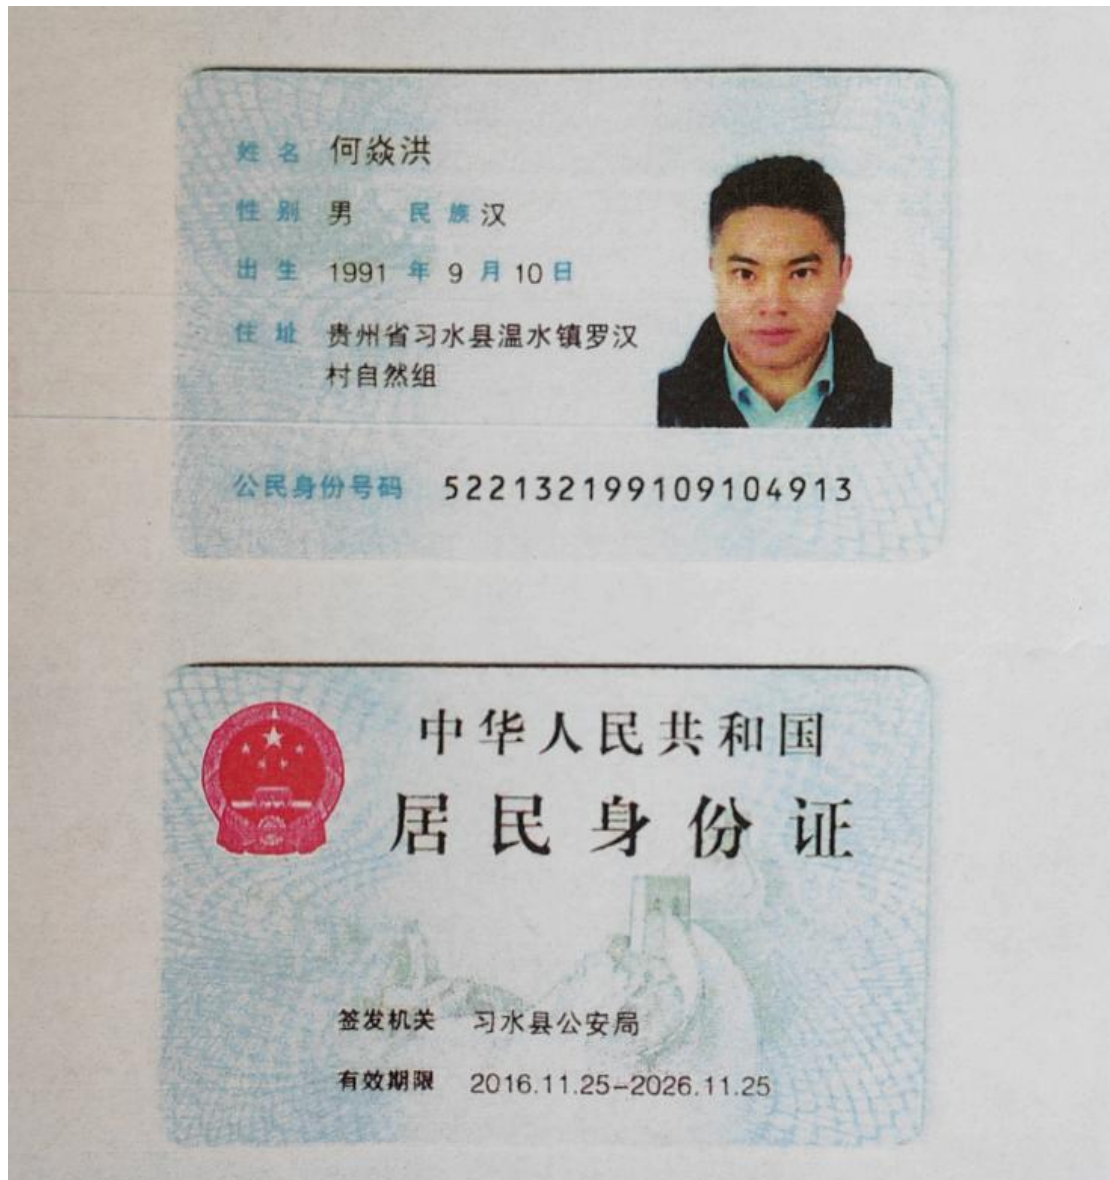 姓名 何焱洪
性别 男 民族 汉
出生 1991 年 9 月 10 日
住址 贵州省习水县温水镇罗汉
村自然组
公民身份号码 522132199109104913
中华人民共和国
居民身份证
签发机关 习水县公安局
有效期限 2016.11.25-2026.11.25